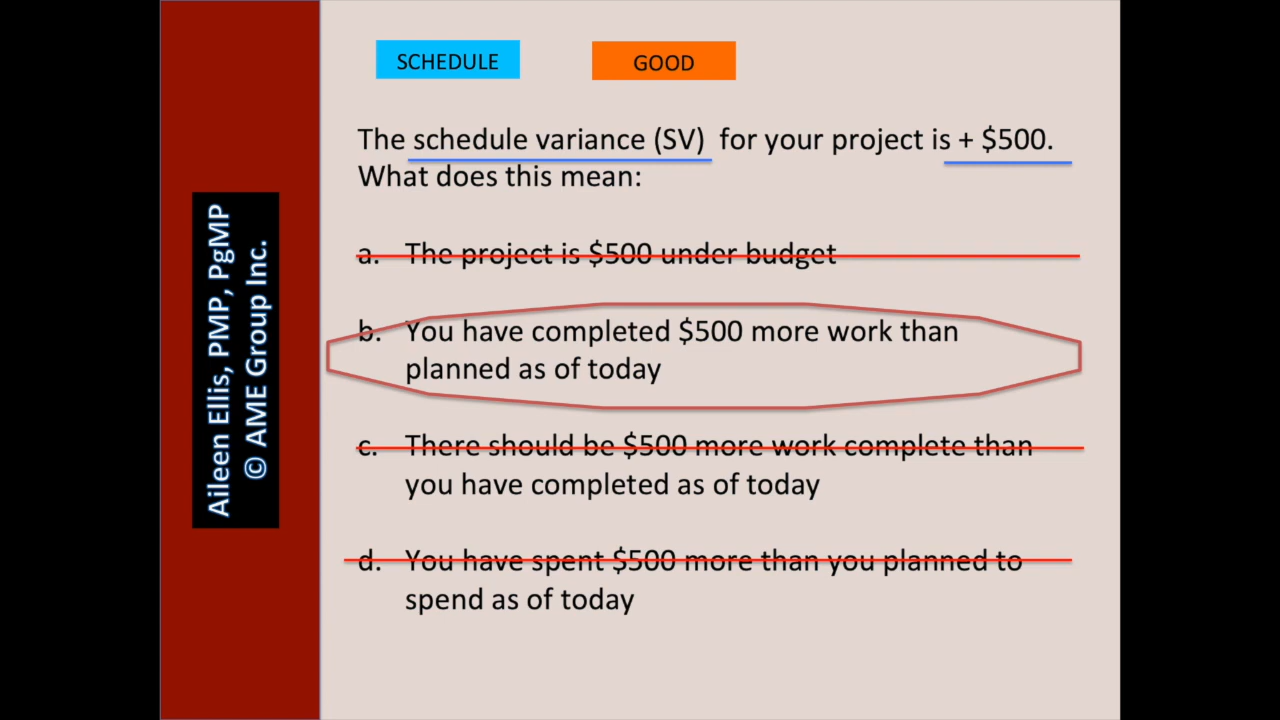 SCHEDULE
GOOD
The schedule variance (SV) for your project is + $500.
What does this mean:
a. The project is $500 under budget
b. You have completed $500 more work than
planned as of today
c. There should be $500 more work complete than
you have completed as of today
d. You have spent $500 more than you planned to
spend as of today
Aileen Ellis, PMP, PgMP
© AME Group Inc.